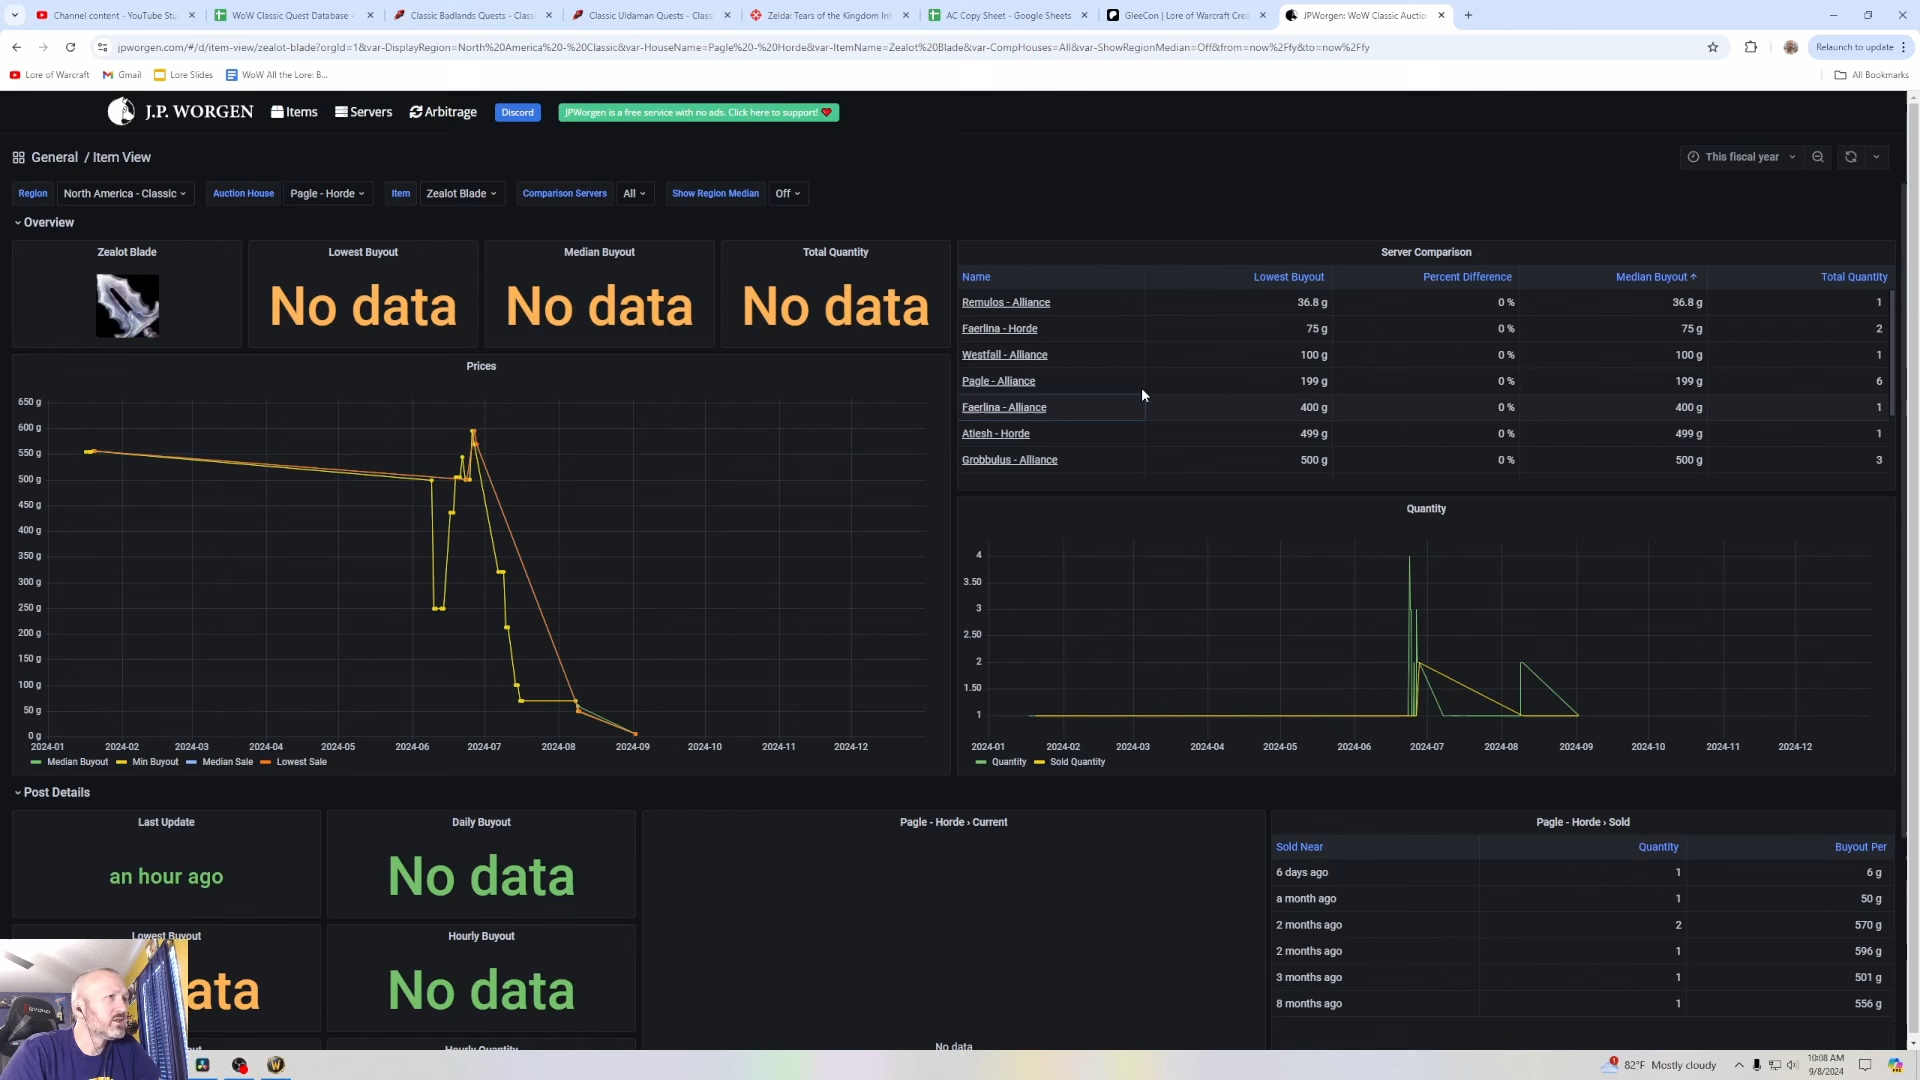 Channel content - YouTube Stu
WoW Classic Quest Database -
Classic Badlands Quests - Class
Classic Uldaman Quests - Class
Zelda: Tears of the Kingdom Int
AC Copy Sheet - Google Sheets
GleeCon | Lore of Warcraft Crea
JPWorgen: WoW Classic Auctio
jpworgen.com/#/d/item-view/zealot-blade?orgId=1&var-DisplayRegion=North%20America%20-%20Classic&var-HouseName=Pagle%20-%20Horde&var-ItemName=Zealot%20Blade&var-CompHouses=All&var-ShowRegionMedian=Off&from=now%2Ffy&to=now%2Ffy
Relaunch to update
Lore of Warcraft Gmail Lore Slides WoW All the Lore: B...
All Bookmarks
J.P. WORGEN Items Servers Arbitrage Discord JPWorgen is a free service with no ads. Click here to support!
General / Item View
This fiscal year
Region North America - Classic Auction House Pagle - Horde Item Zealot Blade Comparison Servers All Show Region Median Off
Overview
Zealot Blade
Lowest Buyout
No data
Median Buyout
No data
Total Quantity
No data
Server Comparison
Name Lowest Buyout Percent Difference Median Buyout Total Quantity
Remulos - Alliance 36.8 g 0 % 36.8 g 1
Faerlina - Horde 75 g 0 % 75 g 2
Westfall - Alliance 100 g 0 % 100 g 1
Pagle - Alliance 199 g 0 % 199 g 6
Faerlina - Alliance 400 g 0 % 400 g 1
Atiesh - Horde 499 g 0 % 499 g 1
Grobbulus - Alliance 500 g 0 % 500 g 3
Prices
650 g
600 g
550 g
500 g
450 g
400 g
350 g
300 g
250 g
200 g
150 g
100 g
50 g
0 g
2024-01 2024-02 2024-03 2024-04 2024-05 2024-06 2024-07 2024-08 2024-09 2024-10 2024-11 2024-12
Median Buyout Min Buyout Median Sale Lowest Sale
Quantity
4
3.50
3
2.50
2
1.50
1
2024-01 2024-02 2024-03 2024-04 2024-05 2024-06 2024-07 2024-08 2024-09 2024-10 2024-11 2024-12
Quantity Sold Quantity
Post Details
Last Update
an hour ago
Daily Buyout
No data
Lowest Buyout
ata
Hourly Buyout
No data
Hourly Quantity
Pagle - Horde › Current
No data
Pagle - Horde › Sold
Sold Near Quantity Buyout Per
6 days ago 1 6 g
a month ago 1 50 g
2 months ago 2 570 g
2 months ago 1 596 g
3 months ago 1 501 g
8 months ago 1 556 g
82°F Mostly cloudy
10:08 AM
9/8/2024